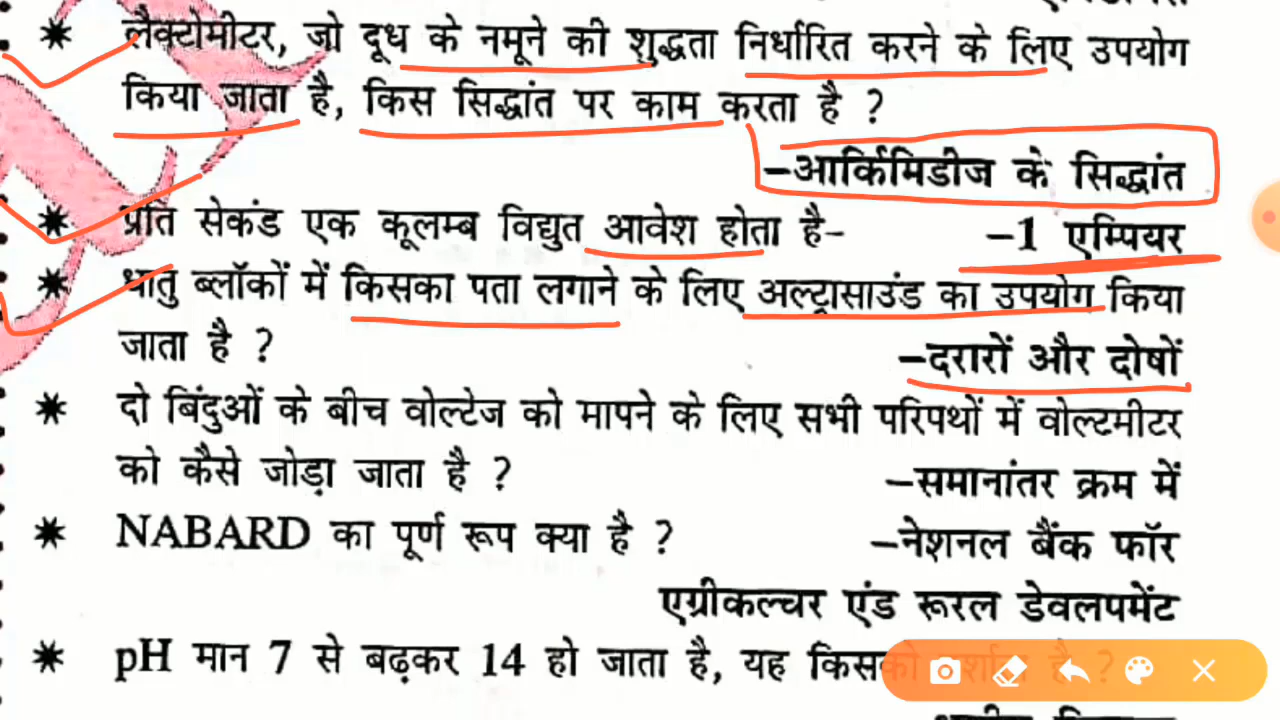 * लैक्टोमीटर, जो दूध के नमूने की शुद्धता निर्धारित करने के लिए उपयोग
किया जाता है, किस सिद्धांत पर काम करता है ?
–आर्किमिडीज के सिद्धांत
* प्रति सेकंड एक कूलम्ब विद्युत आवेश होता है– –1 एम्पियर
* धातु ब्लॉकों में किसका पता लगाने के लिए अल्ट्रासाउंड का उपयोग किया
जाता है ? –दरारों और दोषों
* दो बिंदुओं के बीच वोल्टेज को मापने के लिए सभी परिपथों में वोल्टमीटर
को कैसे जोड़ा जाता है ? –समानांतर क्रम में
* NABARD का पूर्ण रूप क्या है ? –नेशनल बैंक फॉर
एग्रीकल्चर एंड रूरल डेवलपमेंट
* pH मान 7 से बढ़कर 14 हो जाता है, यह किसको है ?